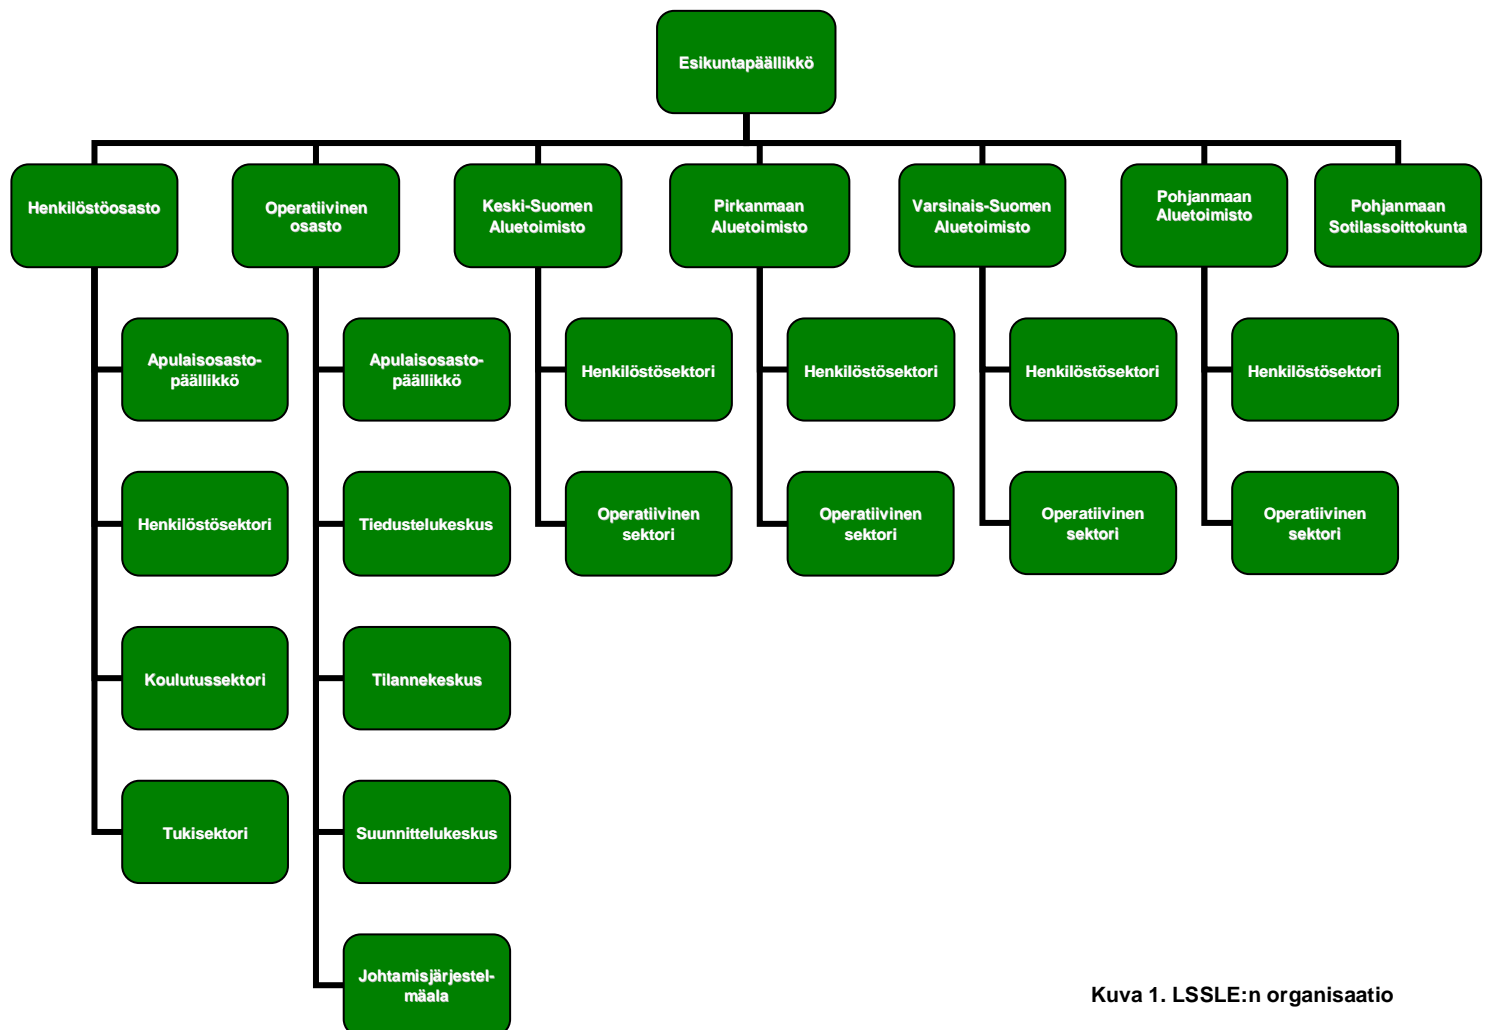 Esikuntapäällikkö
Henkilöstöosasto
Operatiivinen
osasto
Keski-Suomen
Aluetoimisto
Pirkanmaan
Aluetoimisto
Varsinais-Suomen
Aluetoimisto
Pohjanmaan
Aluetoimisto
Pohjanmaan
Sotilassoittokunta
Apulaisosasto-
päällikkö
Apulaisosasto-
päällikkö
Henkilöstösektori
Henkilöstösektori
Henkilöstösektori
Henkilöstösektori
Henkilöstösektori
Tiedustelukeskus
Operatiivinen
sektori
Operatiivinen
sektori
Operatiivinen
sektori
Operatiivinen
sektori
Koulutussektori
Tilannekeskus
Tukisektori
Suunnittelukeskus
Johtamisjärjestel-
mäala
Kuva 1. LSSLE:n organisaatio